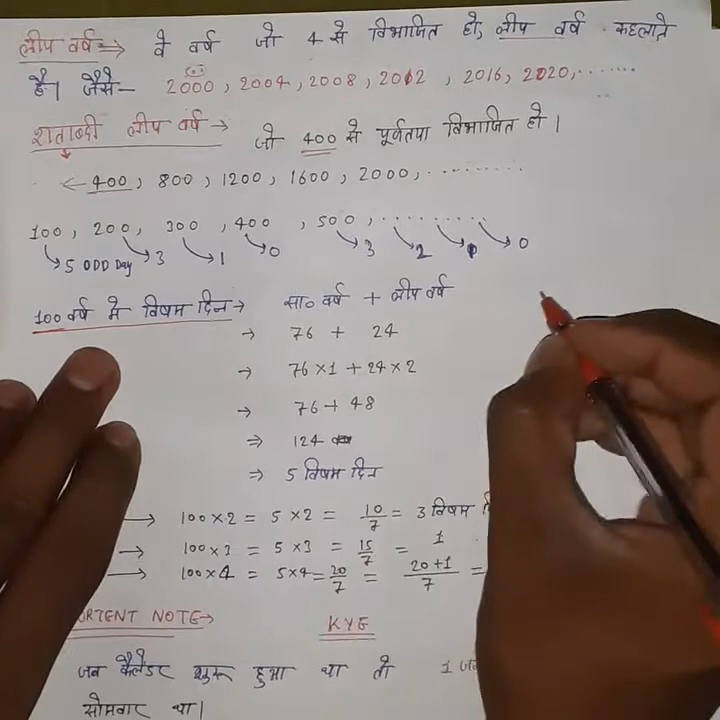 लीप वर्ष ⇒ वे वर्ष जो 4 से विभाजित हो, लीप वर्ष कहलाते
है। जैसे— 2000, 2004, 2008, 2012, 2016, 2020,.......
शताब्दी लीप वर्ष → जो 400 से पूर्णतया विभाजित हो।
← 400, 800, 1200, 1600, 2000,.........
100, 200, 300, 400, 500,.........
5 ODD Day 3 1 0 3 2 1 0
100 वर्ष मे विषम दिन → सा० वर्ष + लीप वर्ष
→ 76 + 24
→ 76×1 + 24×2
→ 76 + 48
⇒ 124
⇒ 5 विषम दिन
→ 100×2 = 5×2 = 10/7 = 3 विषम
→ 100×3 = 5×3 = 15/7 = 1
→ 100×4 = 5×4 = 20/7 = 20+1/7 =
ORTENT NOTE→ KYE
जब कैलेंडर शुरू हुआ था तो 1
सोमवार था।